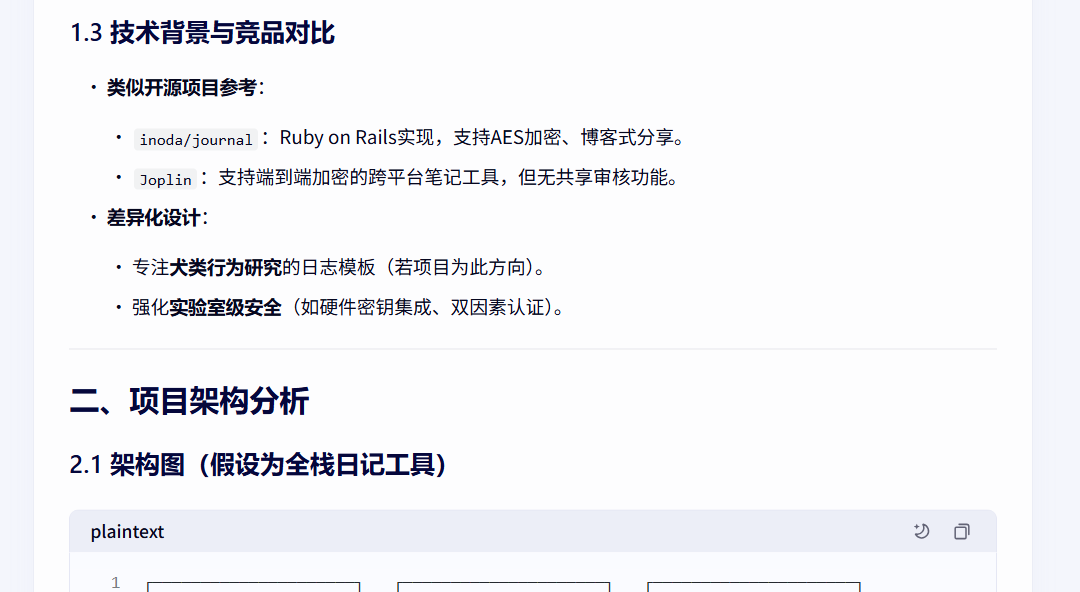 1.3 技术背景与竞品对比
• 类似开源项目参考：
• inoda/journal：Ruby on Rails实现，支持AES加密、博客式分享。
• Joplin：支持端到端加密的跨平台笔记工具，但无共享审核功能。
• 差异化设计：
• 专注犬类行为研究的日志模板（若项目为此方向）。
• 强化实验室级安全（如硬件密钥集成、双因素认证）。
二、项目架构分析
2.1 架构图（假设为全栈日记工具）
plaintext
1